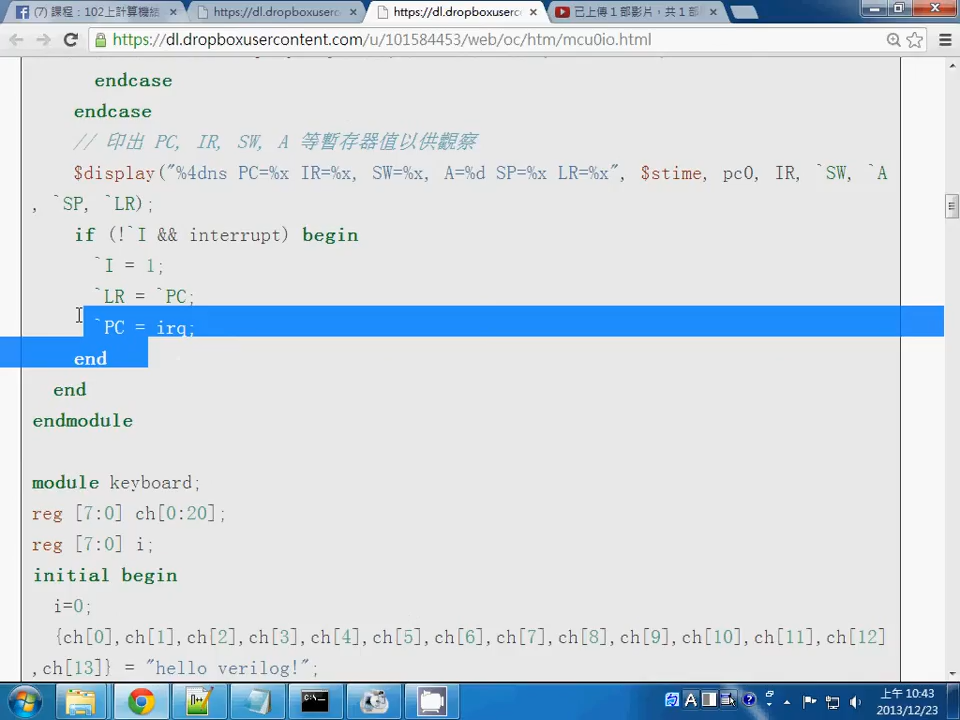 (7) 課程：102上計算機結
https://dl.dropboxuserc
https://dl.dropboxuserc
已上傳 1 部影片，共 1 部
https://dl.dropboxusercontent.com/u/101584453/web/oc/htm/mcu0io.html
endcase
endcase
// 印出 PC, IR, SW, A 等暫存器值以供觀察
$display("%4dns PC=%x IR=%x, SW=%x, A=%d SP=%x LR=%x", $stime, pc0, IR, `SW, `A
, `SP, `LR);
if (!`I && interrupt) begin
`I = 1;
`LR = `PC;
`PC = irq;
end
end
endmodule
module keyboard;
reg [7:0] ch[0:20];
reg [7:0] i;
initial begin
i=0;
{ch[0],ch[1],ch[2],ch[3],ch[4],ch[5],ch[6],ch[7],ch[8],ch[9],ch[10],ch[11],ch[12]
,ch[13]} = "hello verilog!";
上午 10:43
2013/12/23